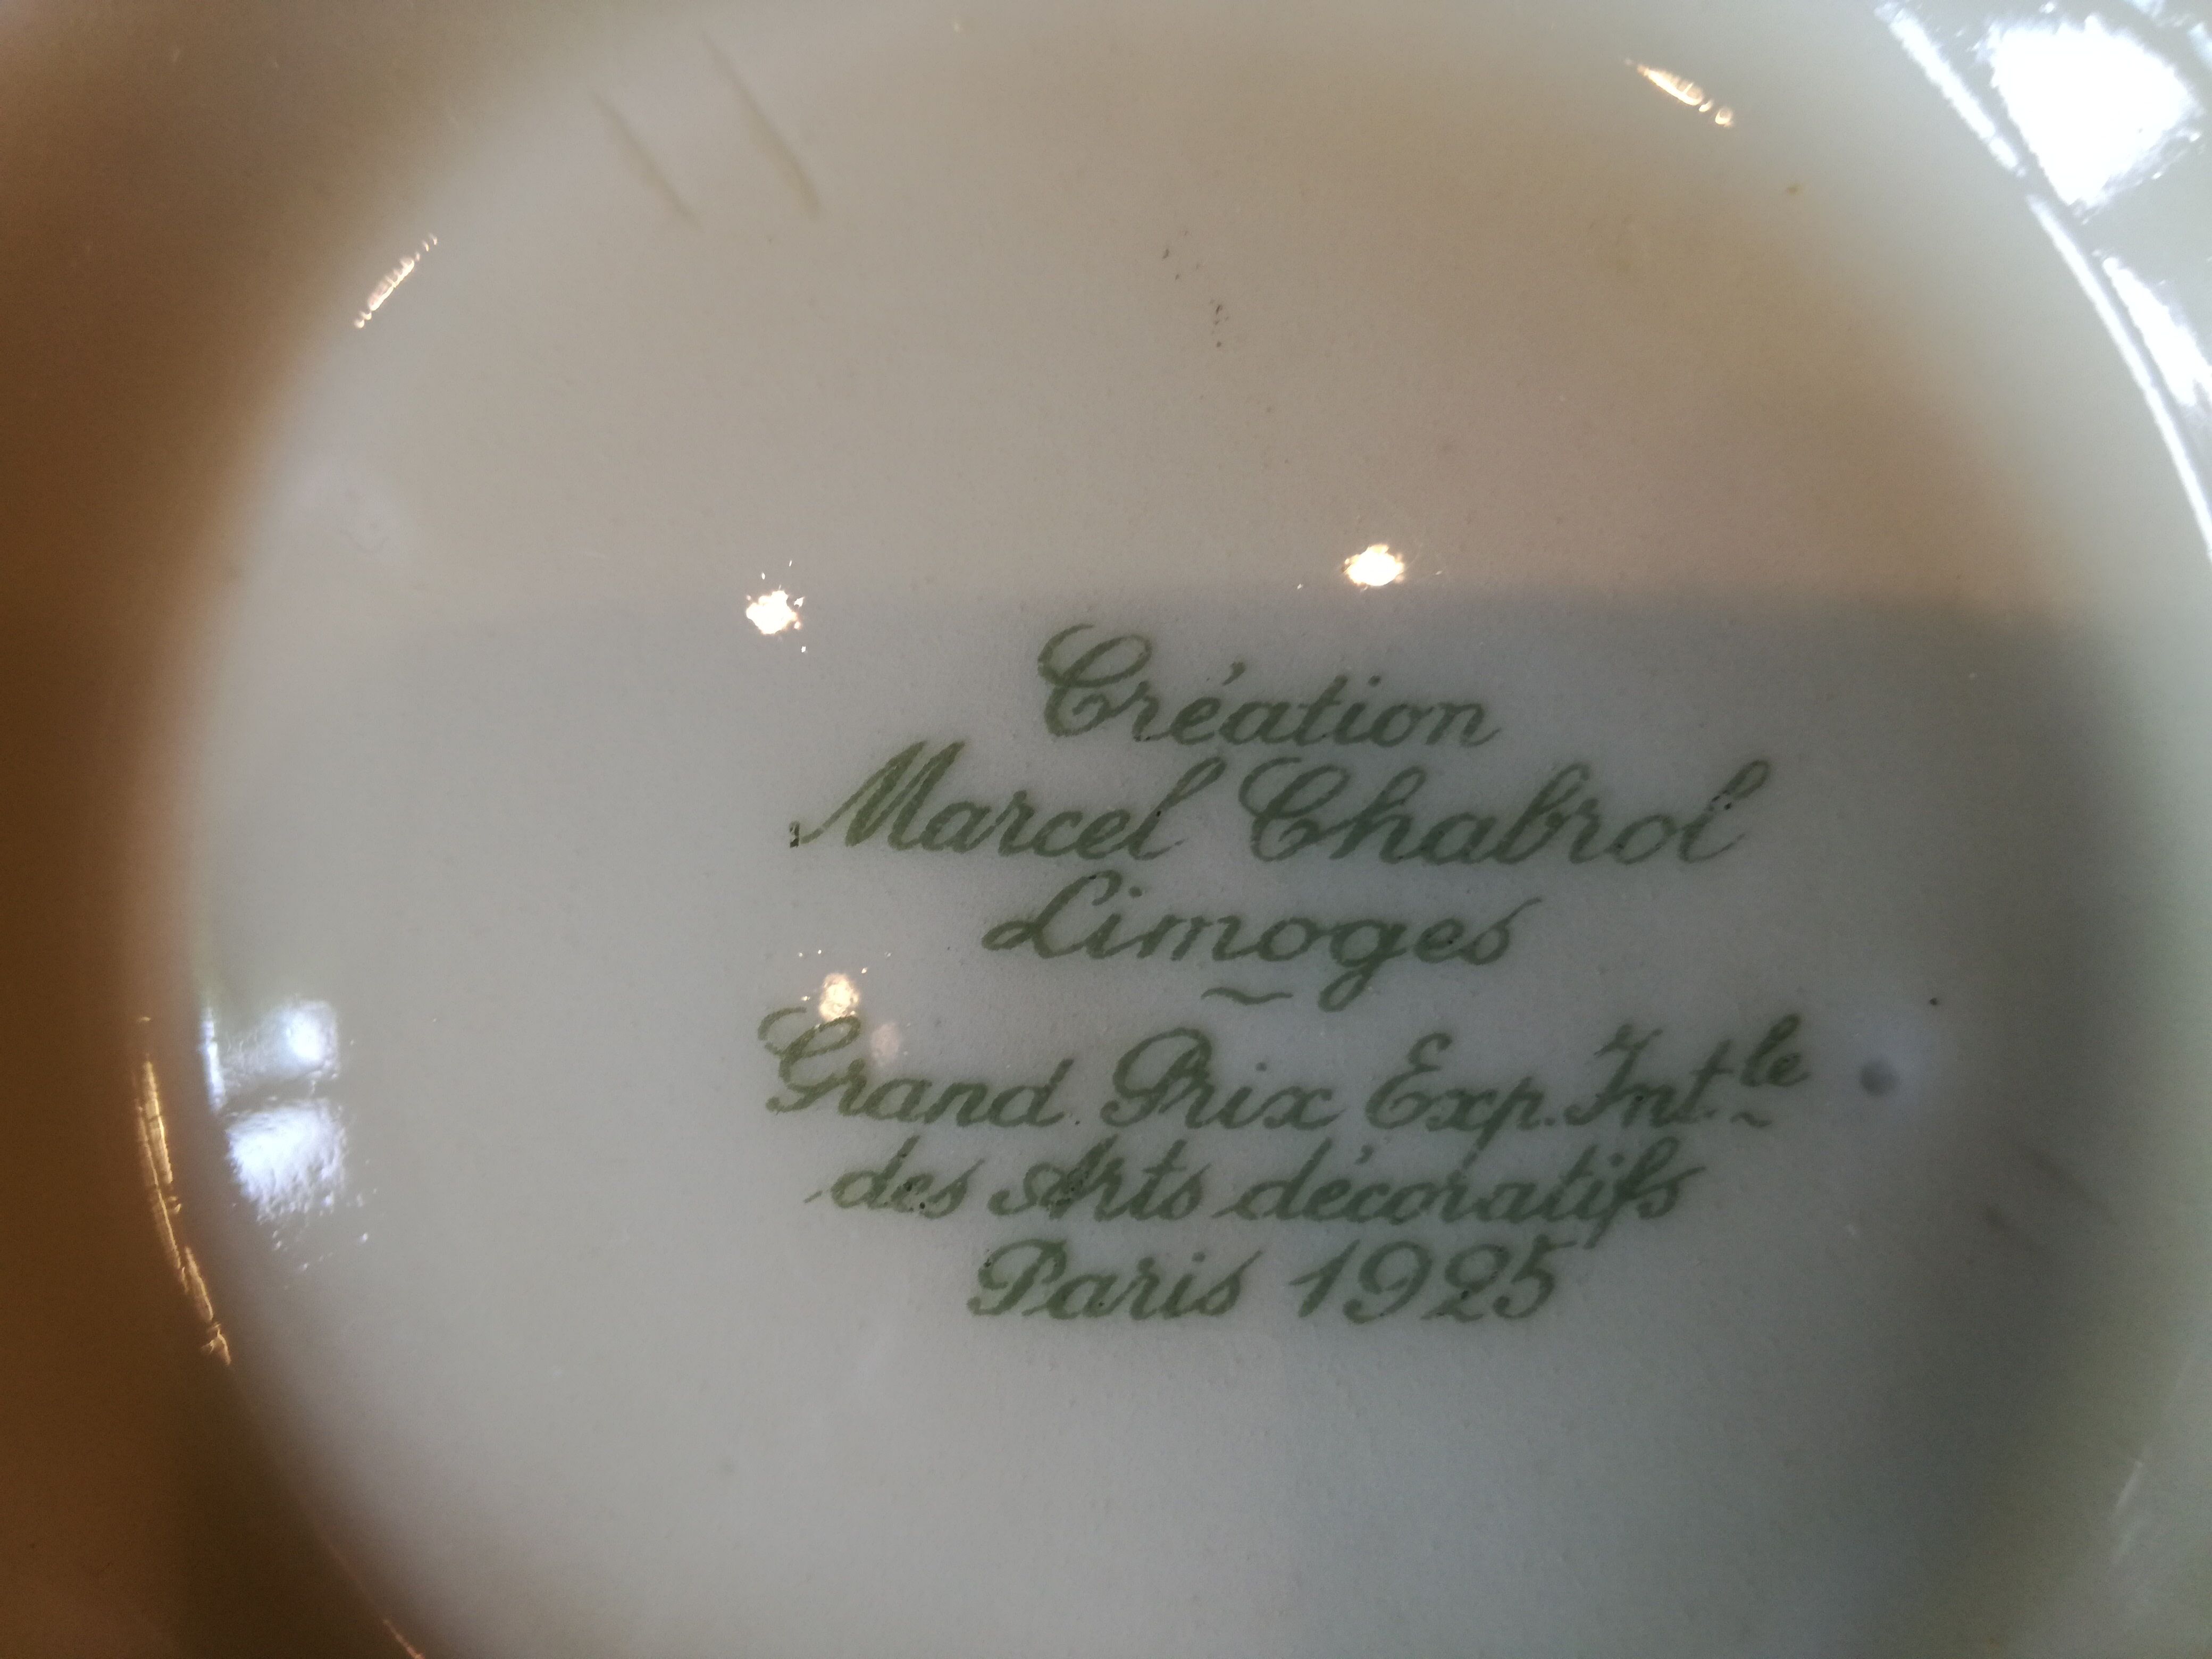 Création
Marcel Chabrol
Limoges
Grand Prix Exp. Intle
des Arts décoratifs
Paris 1925